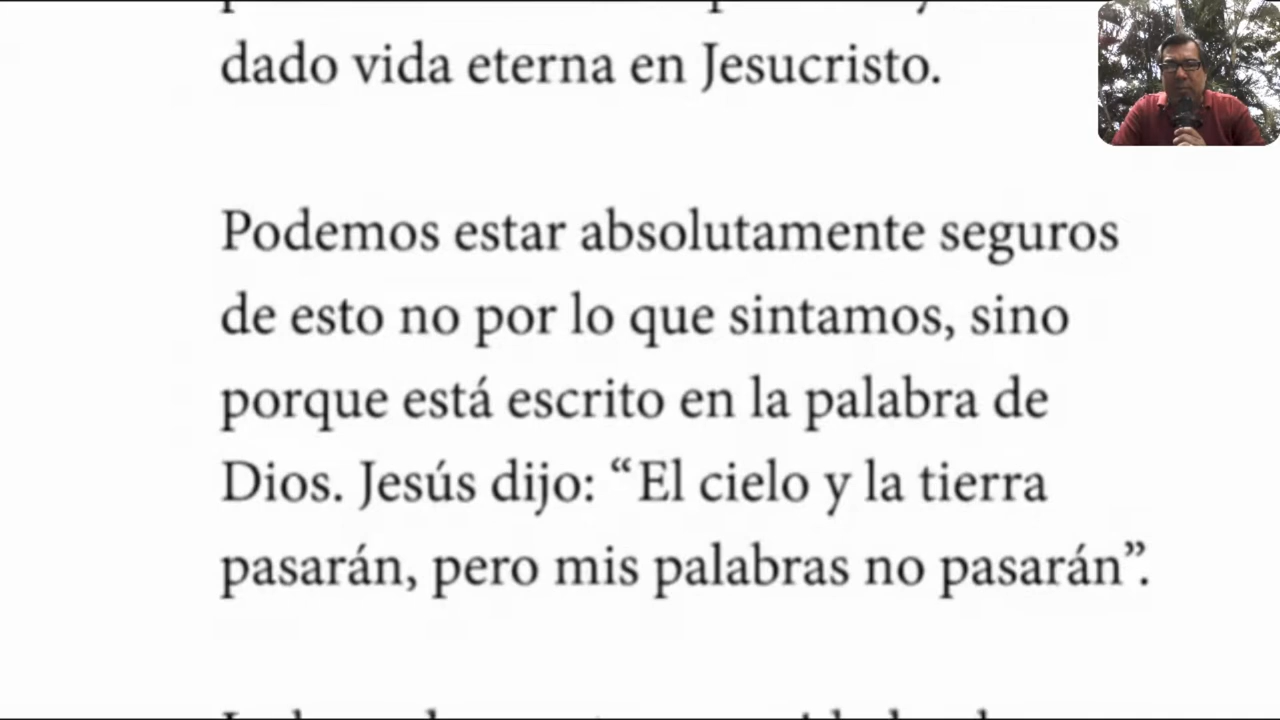 dado vida eterna en Jesucristo.
Podemos estar absolutamente seguros
de esto no por lo que sintamos, sino
porque está escrito en la palabra de
Dios. Jesús dijo: “El cielo y la tierra
pasarán, pero mis palabras no pasarán”.